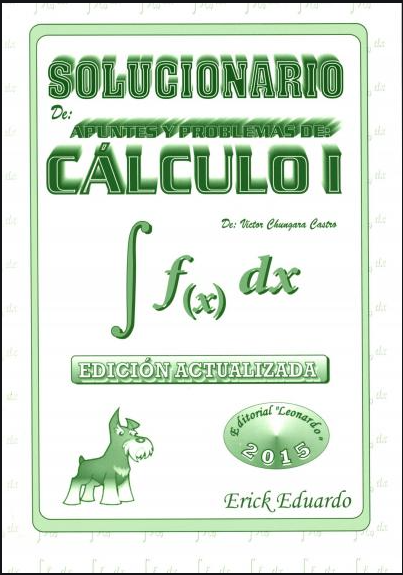 SOLUCIONARIO
De:
APUNTES Y PROBLEMAS DE:
CÁLCULO I
De: Victor Chungara Castro
∫ f(x) dx
EDICIÓN ACTUALIZADA
Editorial "Leonardo"
2015
Erick Eduardo